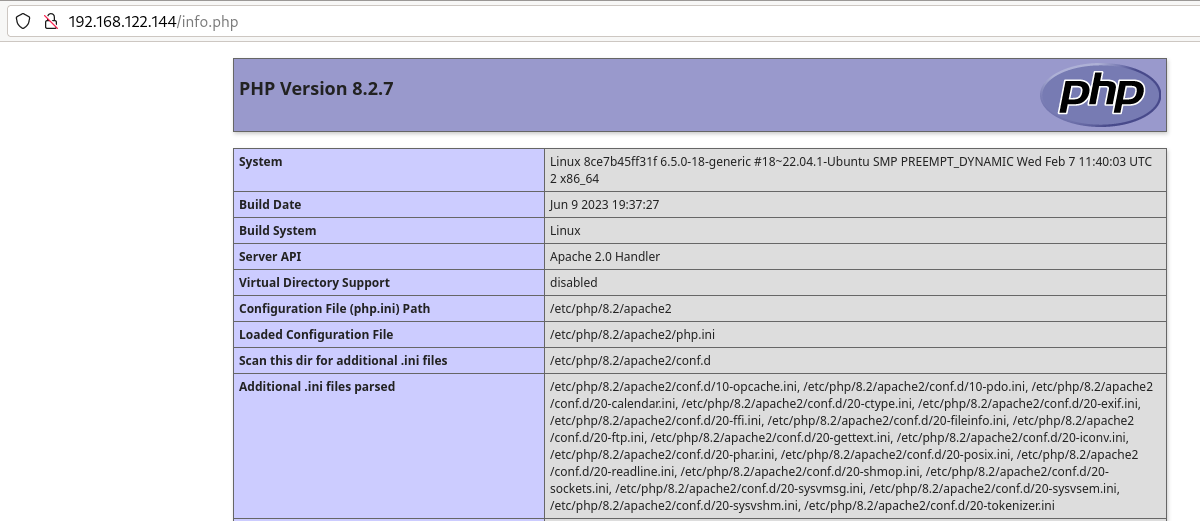 192.168.122.144/info.php
PHP Version 8.2.7
php
System
Linux 8ce7b45ff31f 6.5.0-18-generic #18~22.04.1-Ubuntu SMP PREEMPT_DYNAMIC Wed Feb 7 11:40:03 UTC
2 x86_64
Build Date
Jun 9 2023 19:37:27
Build System
Linux
Server API
Apache 2.0 Handler
Virtual Directory Support
disabled
Configuration File (php.ini) Path
/etc/php/8.2/apache2
Loaded Configuration File
/etc/php/8.2/apache2/php.ini
Scan this dir for additional .ini files
/etc/php/8.2/apache2/conf.d
Additional .ini files parsed
/etc/php/8.2/apache2/conf.d/10-opcache.ini, /etc/php/8.2/apache2/conf.d/10-pdo.ini, /etc/php/8.2/apache2
/conf.d/20-calendar.ini, /etc/php/8.2/apache2/conf.d/20-ctype.ini, /etc/php/8.2/apache2/conf.d/20-exif.ini,
/etc/php/8.2/apache2/conf.d/20-ffi.ini, /etc/php/8.2/apache2/conf.d/20-fileinfo.ini, /etc/php/8.2/apache2
/conf.d/20-ftp.ini, /etc/php/8.2/apache2/conf.d/20-gettext.ini, /etc/php/8.2/apache2/conf.d/20-iconv.ini,
/etc/php/8.2/apache2/conf.d/20-phar.ini, /etc/php/8.2/apache2/conf.d/20-posix.ini, /etc/php/8.2/apache2
/conf.d/20-readline.ini, /etc/php/8.2/apache2/conf.d/20-shmop.ini, /etc/php/8.2/apache2/conf.d/20-
sockets.ini, /etc/php/8.2/apache2/conf.d/20-sysvmsg.ini, /etc/php/8.2/apache2/conf.d/20-sysvsem.ini,
/etc/php/8.2/apache2/conf.d/20-sysvshm.ini, /etc/php/8.2/apache2/conf.d/20-tokenizer.ini